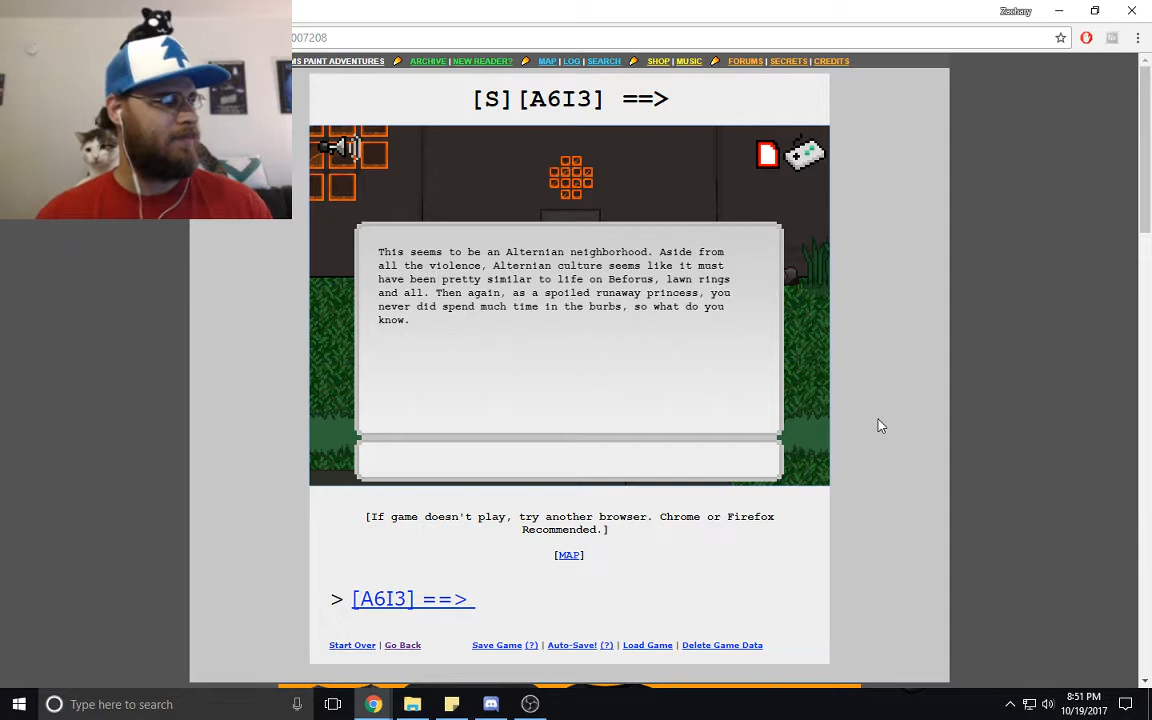 Zachary
007208
MS PAINT ADVENTURES ARCHIVE | NEW READER? MAP | LOG | SEARCH SHOP | MUSIC FORUMS | SECRETS | CREDITS
[S][A6I3] ==>
This seems to be an Alternian neighborhood. Aside from
all the violence, Alternian culture seems like it must
have been pretty similar to life on Beforus, lawn rings
and all. Then again, as a spoiled runaway princess, you
never did spend much time in the burbs, so what do you
know.
[If game doesn't play, try another browser. Chrome or Firefox
Recommended.]
[MAP]
> [A6I3] ==>
Start Over | Go Back Save Game (?) | Auto-Save! (?) | Load Game | Delete Game Data
Type here to search
8:51 PM
10/19/2017